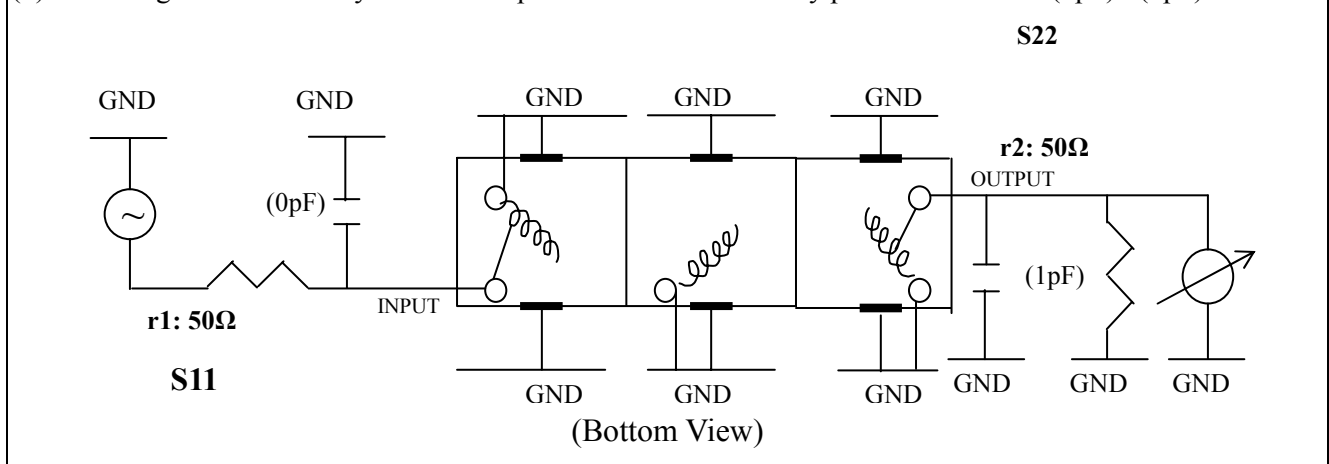 S22
GND GND GND GND GND
r2: 50Ω
OUTPUT
(0pF)
(1pF)
INPUT
r1: 50Ω
S11
GND GND GND GND GND GND
(Bottom View)